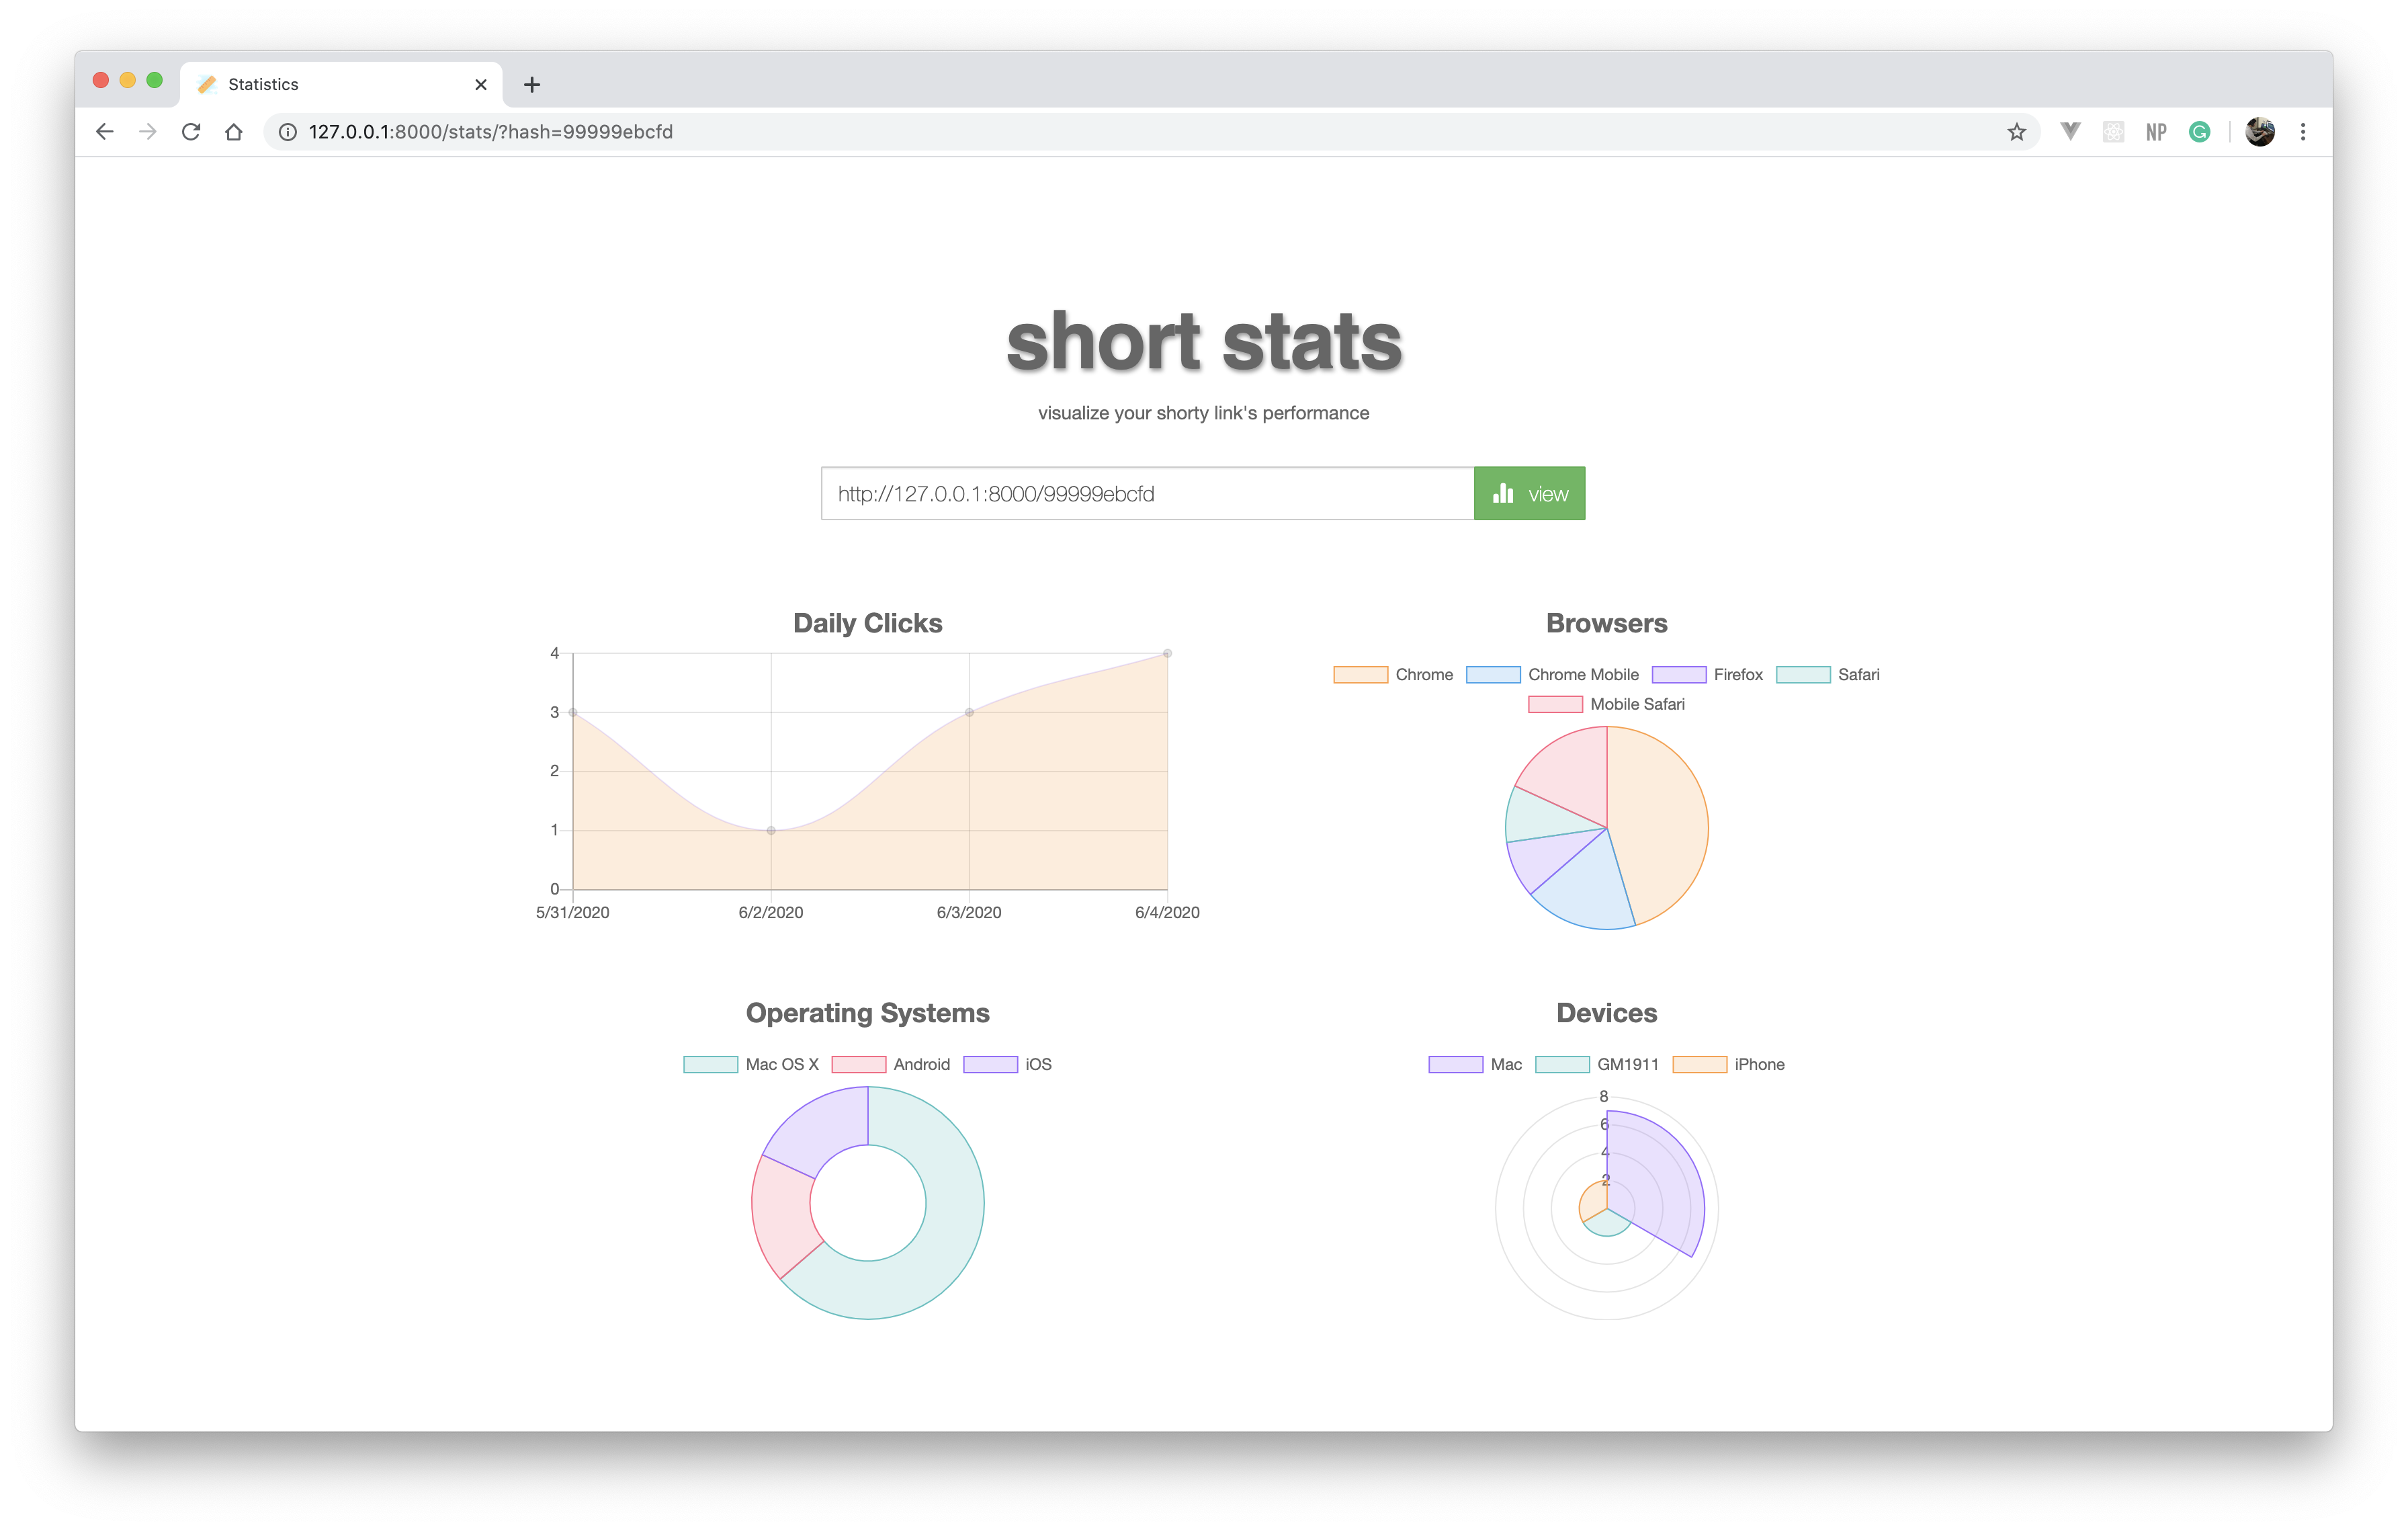 Statistics
127.0.0.1:8000/stats/?hash=99999ebcfd
NP
short stats
visualize your shorty link's performance
http://127.0.0.1:8000/99999ebcfd
view
Daily Clicks
4
3
2
1
0
5/31/2020 6/2/2020 6/3/2020 6/4/2020
Browsers
Chrome Chrome Mobile Firefox Safari
Mobile Safari
Operating Systems
Mac OS X Android iOS
Devices
Mac GM1911 iPhone
8
6
4
2